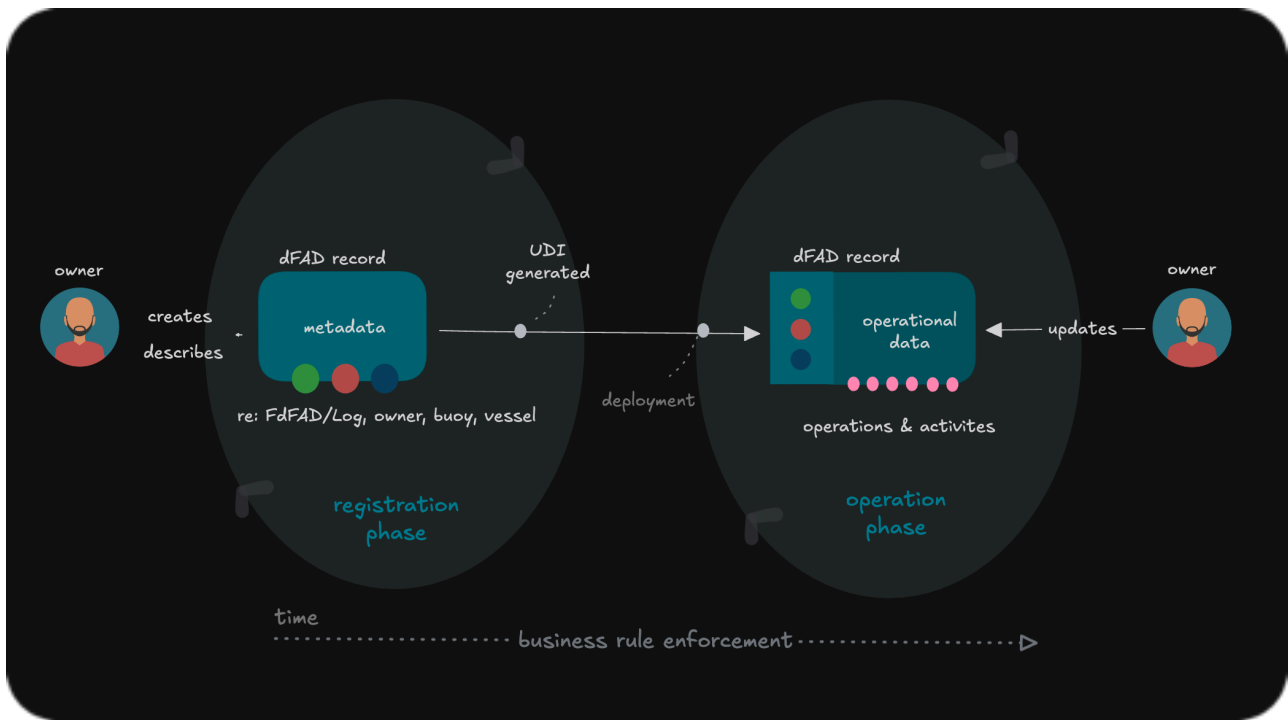 owner
creates
describes
dFAD record
metadata
re: FdFAD/Log, owner, buoy, vessel
registration
phase
UDI
generated
deployment
dFAD record
operational
data
operations & activites
operation
phase
owner
updates
time
business rule enforcement